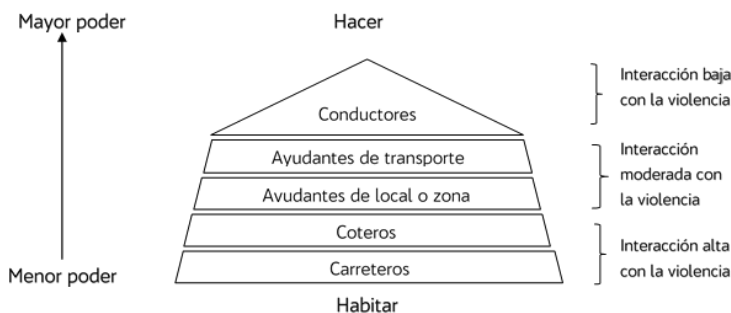 Mayor poder
Hacer
Conductores
Interacción baja
con la violencia
Ayudantes de transporte
Avudantes de local o zona
Interacción
moderada con
la violencia
Coteros
Carreteros
Interacción alta
con la violencia
Menor poder
Habitar